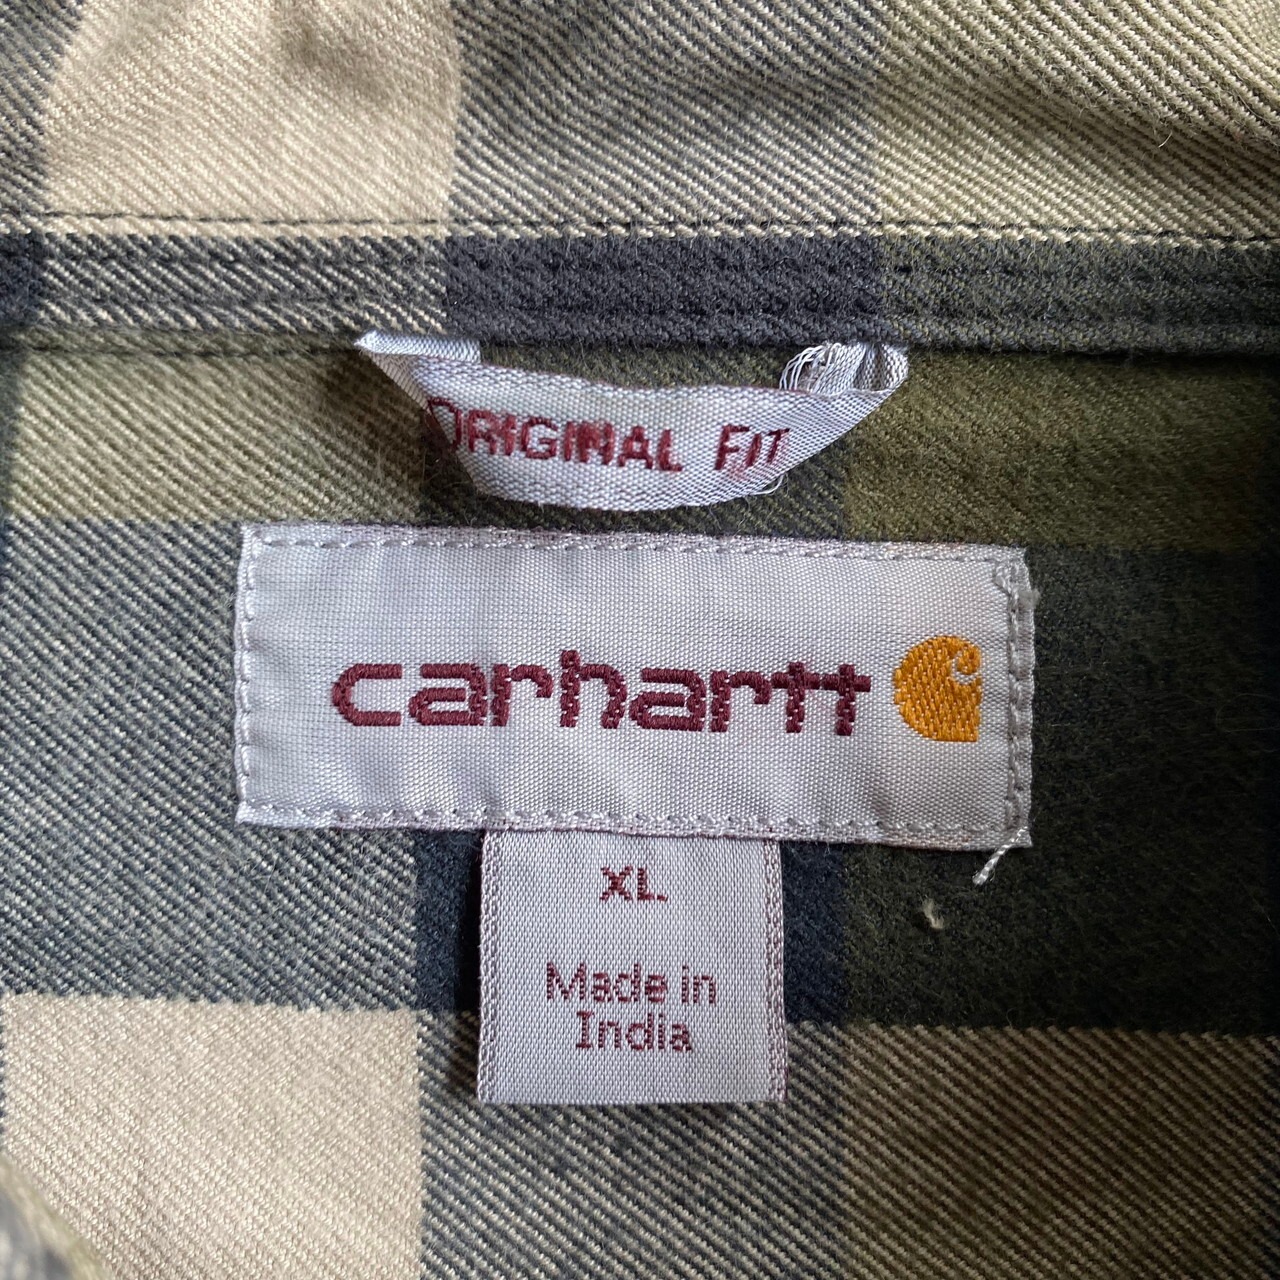 ORIGINAL FIT
carhartt
XL
Made in
India